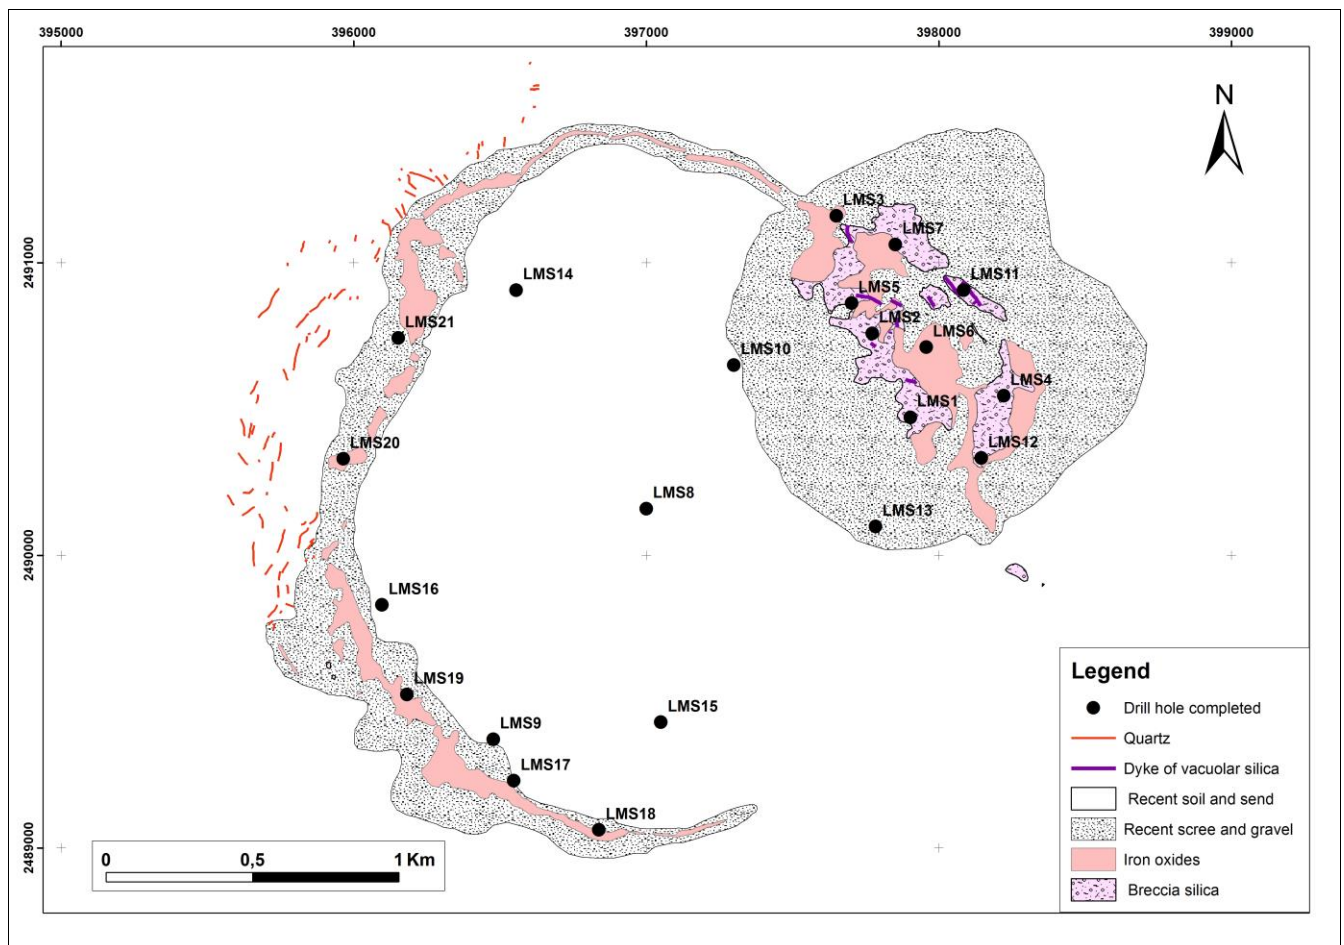 395000
396000
397000
398000
399000
N
LMS3
LMS7
2491000
LMS14
LMS11
LMS5
LMS21
LMS2
LMS6
LMS10
LMS4
LMS1
LMS20
LMS12
LMS8
LMS13
2490000
LMS16
LMS19
LMS15
LMS9
LMS17
LMS18
2489000
Legend
Drill hole completed
Quartz
Dyke of vacuolar silica
Recent soil and send
Recent scree and gravel
Iron oxides
Breccia silica
0 0,5 1 Km